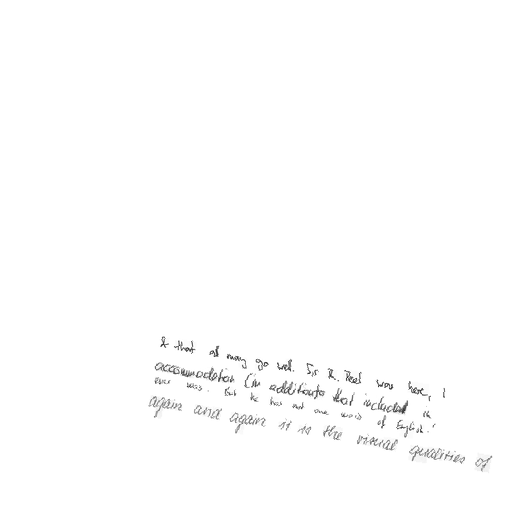 & that all may go well. Sir R. Peel was here, I
accommodation (in addition to that included in
ever was. But he has not one word of English.'
again and again it is the visual qualities of